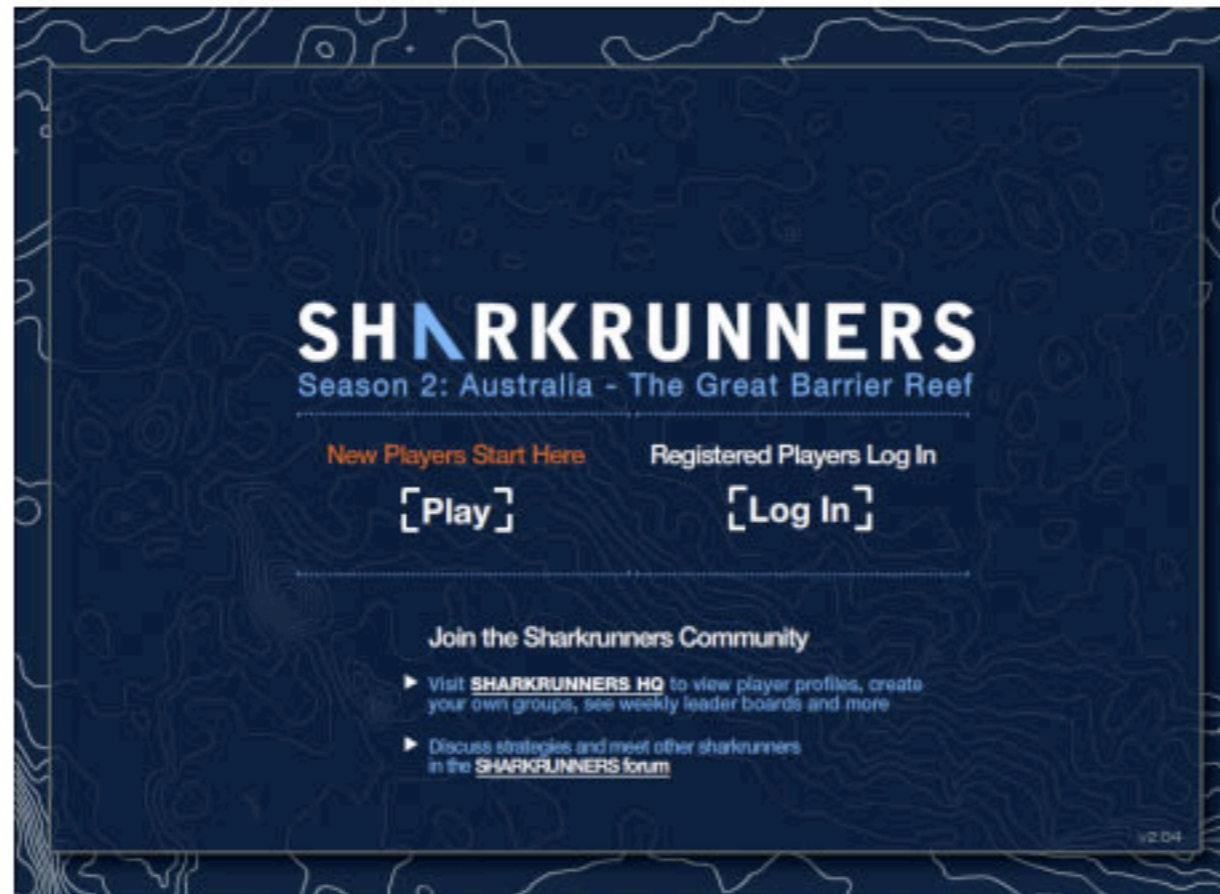 SHARKRUNNERS
Season 2: Australia - The Great Barrier Reef
New Players Start Here
[Play]
Registered Players Log In
[Log In]
Join the Sharkrunners Community
Visit SHARKRUNNERS HQ to view player profiles, create
your own groups, see weekly leader boards and more
Discuss strategies and meet other sharkrunners
in the SHARKRUNNERS forum
v2.04